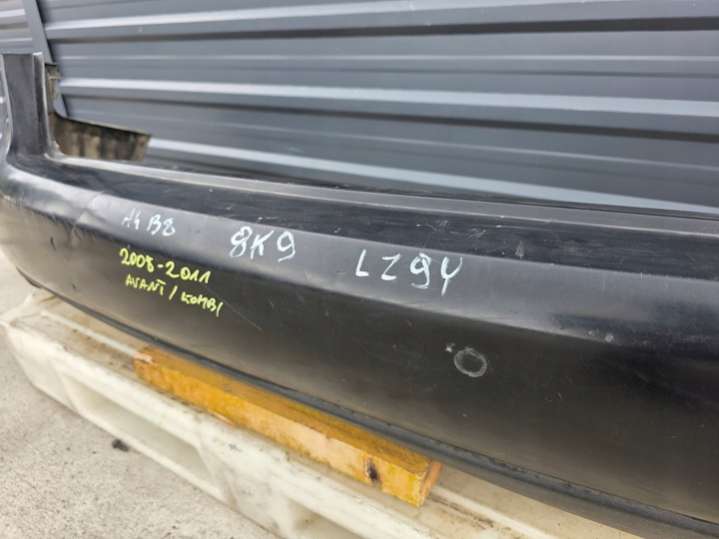 A4 B8 8K9 LZ9Y
2008-2011
AVANT / KOMBI